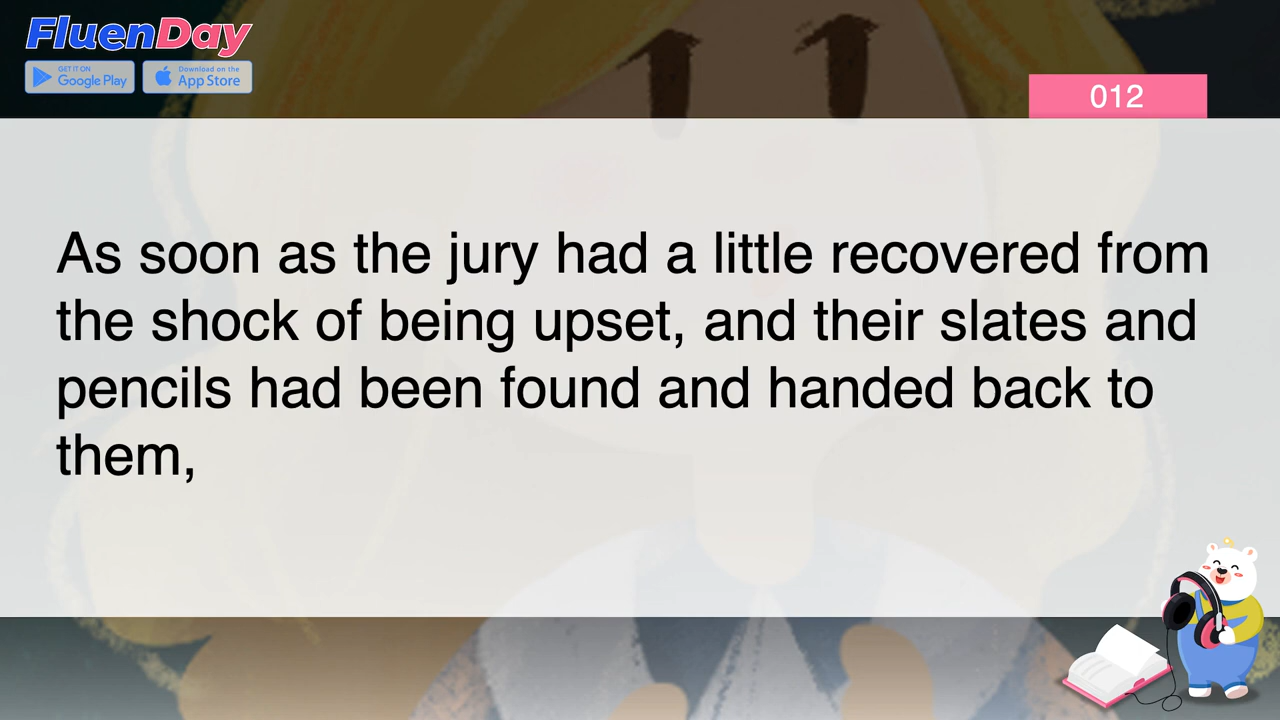 FluenDay
GET IT ON
Google Play
Download on the
App Store
012
As soon as the jury had a little recovered from
the shock of being upset, and their slates and
pencils had been found and handed back to
them,